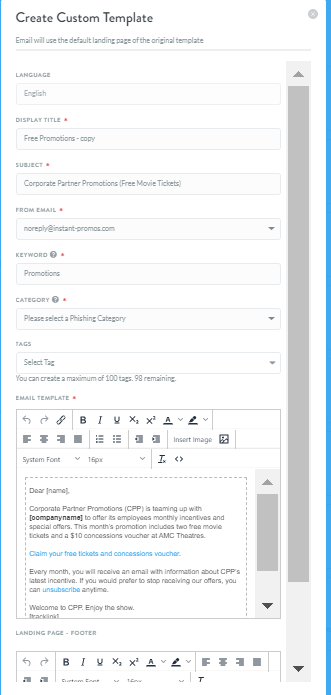 Create Custom Template
Email will use the default landing page of the original template
LANGUAGE
English
DISPLAY TITLE *
Free Promotions - copy
SUBJECT *
Corporate Partner Promotions (Free Movie Tickets)
FROM EMAIL *
noreply@instant-promos.com
KEYWORD ? *
Promotions
CATEGORY ? *
Please select a Phishing Category
TAGS
Select Tag
You can create a maximum of 100 tags. 98 remaining.
EMAIL TEMPLATE *
B I U X₂ X² A
Insert Image
System Font 16px
Dear [name],
Corporate Partner Promotions (CPP) is teaming up with
[companyname] to offer its employees monthly incentives and
special offers. This month's promotion includes two free movie
tickets and a $10 concessions voucher at AMC Theatres.
Claim your free tickets and concessions voucher.
Every month, you will receive an email with information about CPP's
latest incentive. If you would prefer to stop receiving our offers, you
can unsubscribe anytime.
Welcome to CPP. Enjoy the show.
[tracklink]
LANDING PAGE - FOOTER
B I U X₂ X² A
System Font 16px